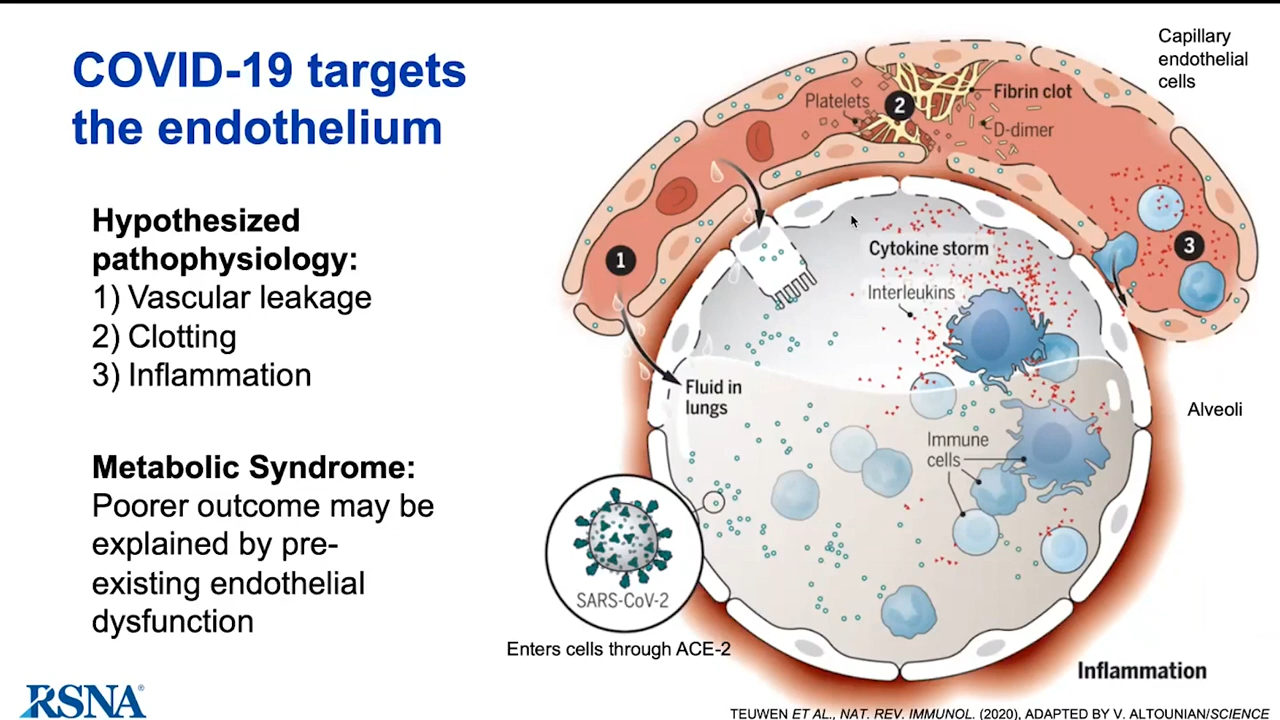 COVID-19 targets
the endothelium
Hypothesized
pathophysiology:
1) Vascular leakage
2) Clotting
3) Inflammation
Metabolic Syndrome:
Poorer outcome may be
explained by pre-
existing endothelial
dysfunction
RSNA®
Capillary
endothelial
cells
Platelets
2
Fibrin clot
D-dimer
1
3
Cytokine storm
Interleukins
Fluid in
lungs
Alveoli
Immune
cells
SARS-CoV-2
Enters cells through ACE-2
Inflammation
TEUWEN ET AL., NAT. REV. IMMUNOL. (2020), ADAPTED BY V. ALTOUNIAN/SCIENCE